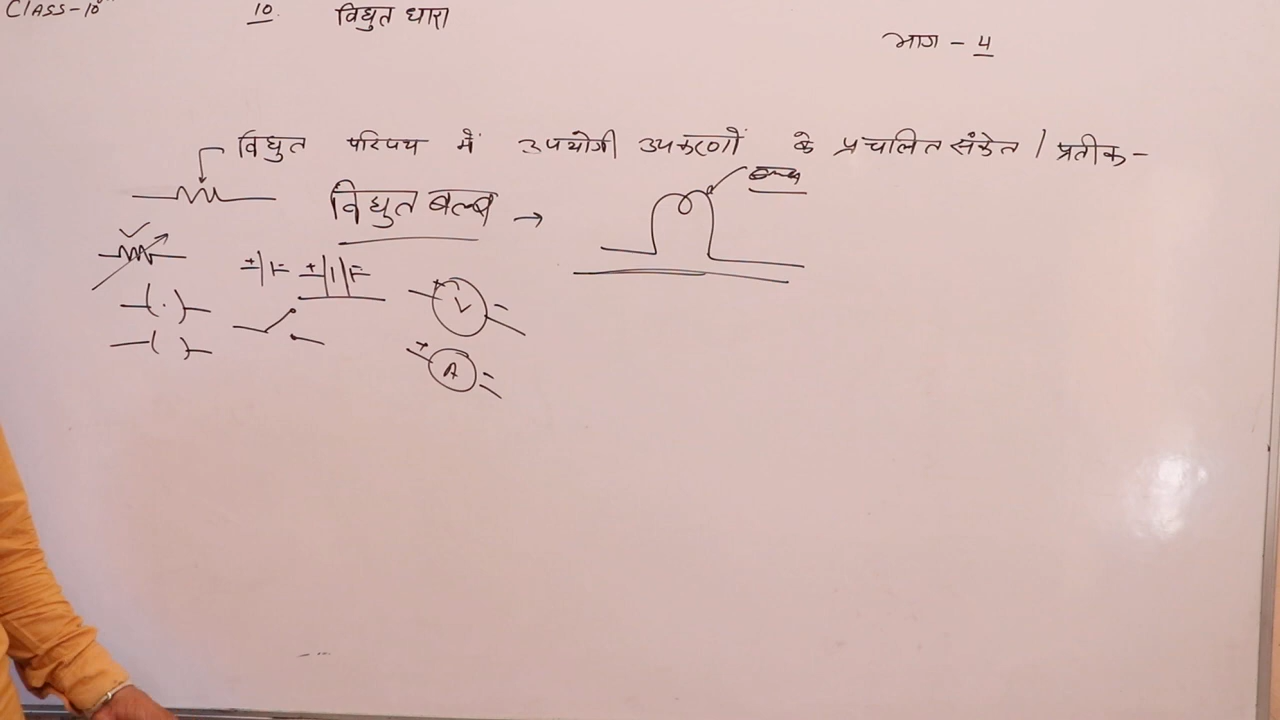 CLASS-10
10. विद्युत धारा
भाग - 4
विद्युत परिपथ में उपयोगी उपकरणों के प्रचलित संकेत / प्रतीक -
विद्युत बल्ब →
+ -
+ -
+ V -
+ A -